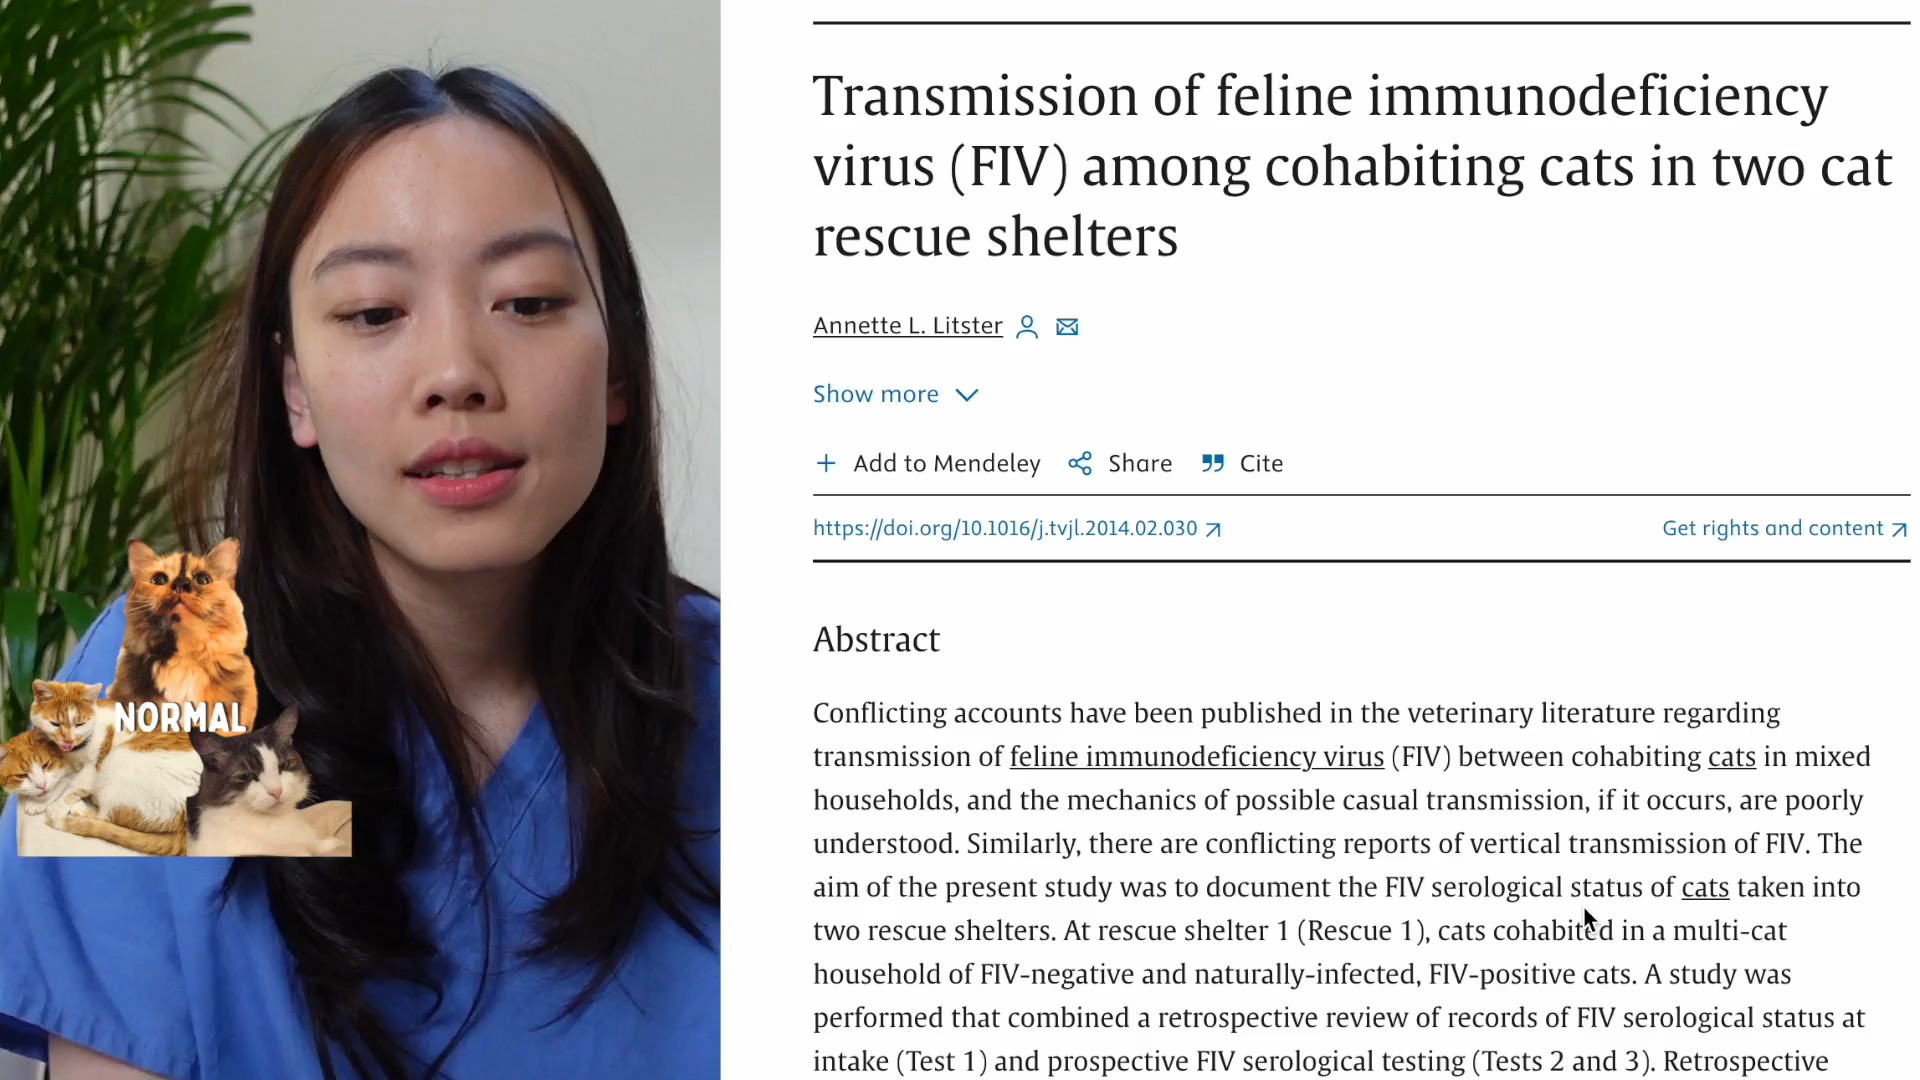 Transmission of feline immunodeficiency
virus (FIV) among cohabiting cats in two cat
rescue shelters
Annette L. Litster
Show more
+ Add to Mendeley Share Cite
https://doi.org/10.1016/j.tvjl.2014.02.030 Get rights and content
Abstract
Conflicting accounts have been published in the veterinary literature regarding
transmission of feline immunodeficiency virus (FIV) between cohabiting cats in mixed
households, and the mechanics of possible casual transmission, if it occurs, are poorly
understood. Similarly, there are conflicting reports of vertical transmission of FIV. The
aim of the present study was to document the FIV serological status of cats taken into
two rescue shelters. At rescue shelter 1 (Rescue 1), cats cohabited in a multi-cat
household of FIV-negative and naturally-infected, FIV-positive cats. A study was
performed that combined a retrospective review of records of FIV serological status at
intake (Test 1) and prospective FIV serological testing (Tests 2 and 3). Retrospective
NORMAL